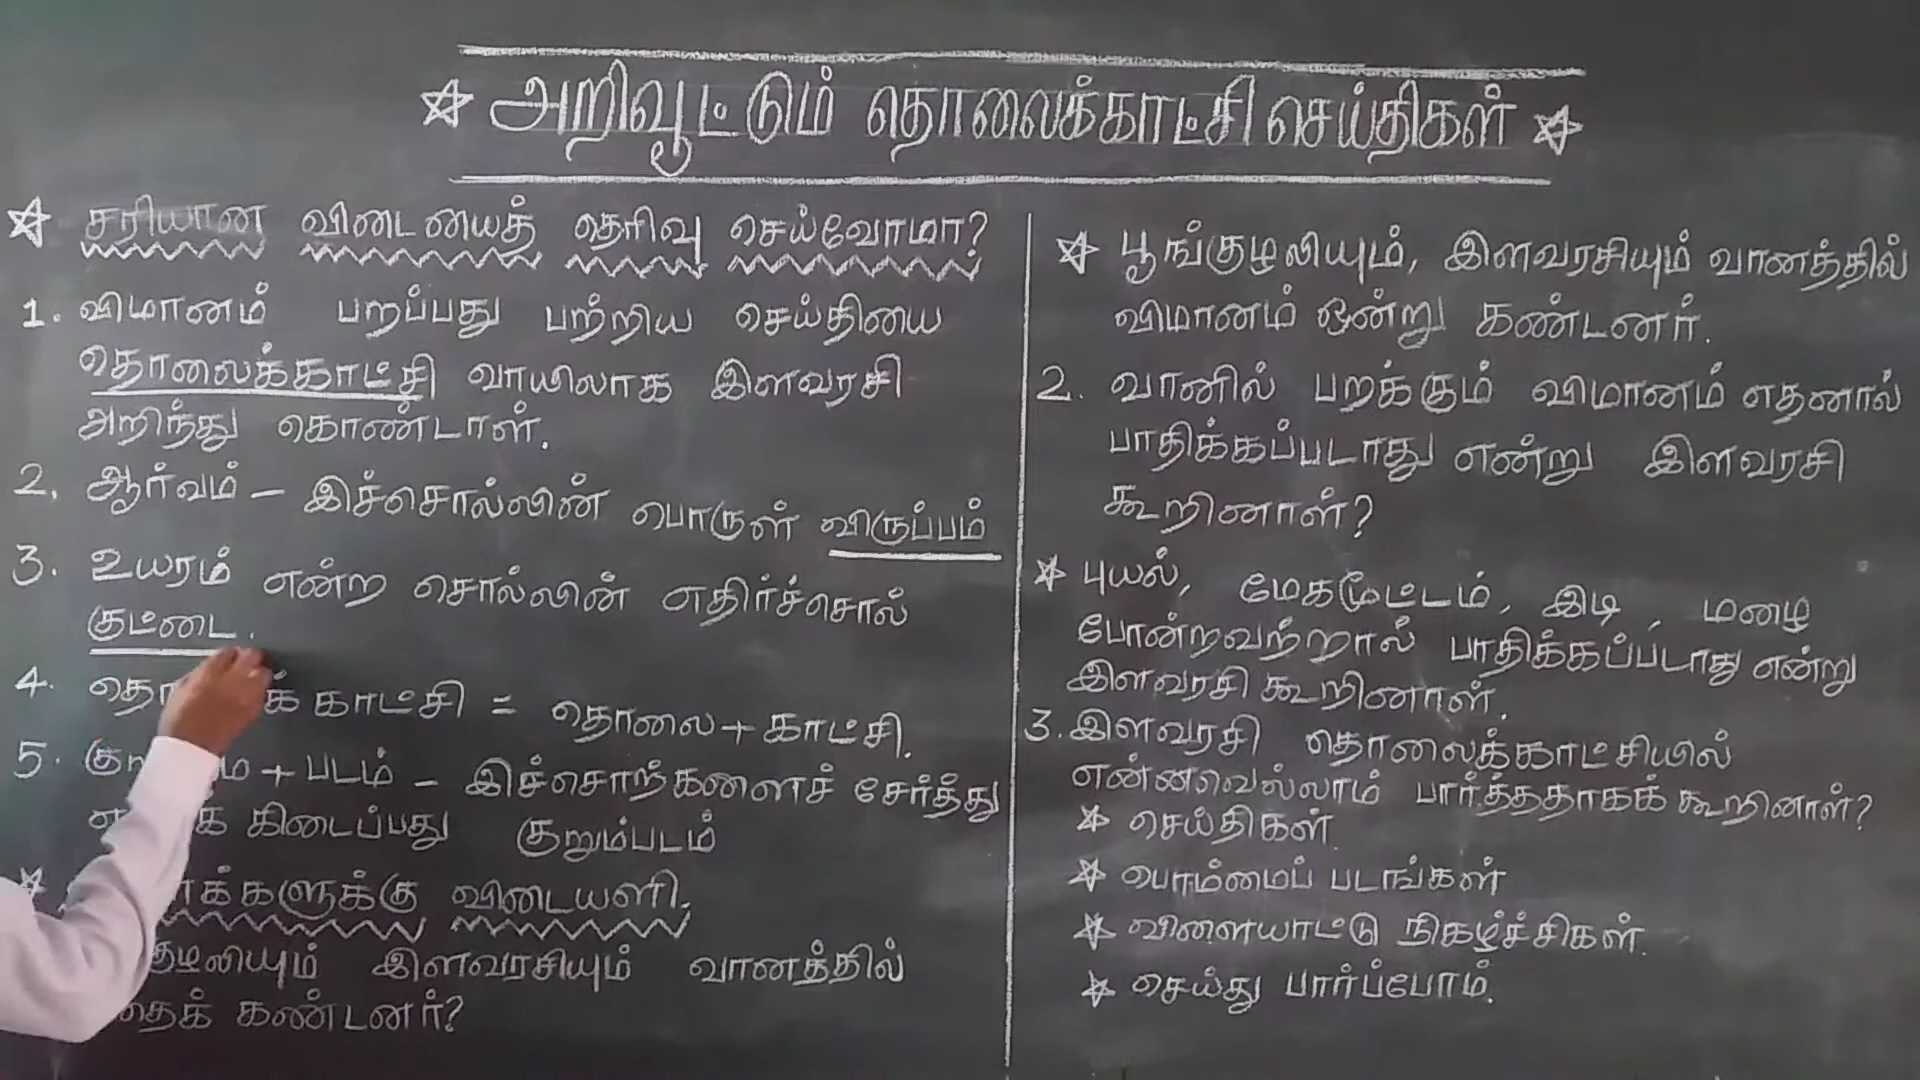 அறிவூட்டும் தொலைக்காட்சி செய்திகள்
சரியான விடையைத் தெரிவு செய்வோமா?
1. விமானம் பறப்பது பற்றிய செய்தியை
தொலைக்காட்சி வாயிலாக இளவரசி
அறிந்து கொண்டாள்.
2. ஆர்வம் – இச்சொல்லின் பொருள் விருப்பம்
3. உயரம் என்ற சொல்லின் எதிர்ச்சொல்
குட்டை.
4. காட்சி = தொலை + காட்சி.
5. + படம் – இச்சொற்களைச் சேர்த்து
கிடைப்பது குறும்படம்
விடையளி.
இளவரசியும் வானத்தில்
கண்டனர்?
பூங்குழலியும், இளவரசியும் வானத்தில்
விமானம் ஒன்று கண்டனர்.
2. வானில் பறக்கும் விமானம் எதனால்
பாதிக்கப்படாது என்று இளவரசி
கூறினாள்?
புயல், மேகமூட்டம், இடி, மழை
போன்றவற்றால் பாதிக்கப்படாது என்று
இளவரசி கூறினாள்.
3. இளவரசி தொலைக்காட்சியில்
என்னவெல்லாம் பார்த்ததாகக் கூறினாள்?
செய்திகள்.
பொம்மைப் படங்கள்
விளையாட்டு நிகழ்ச்சிகள்.
செய்து பார்ப்போம்.